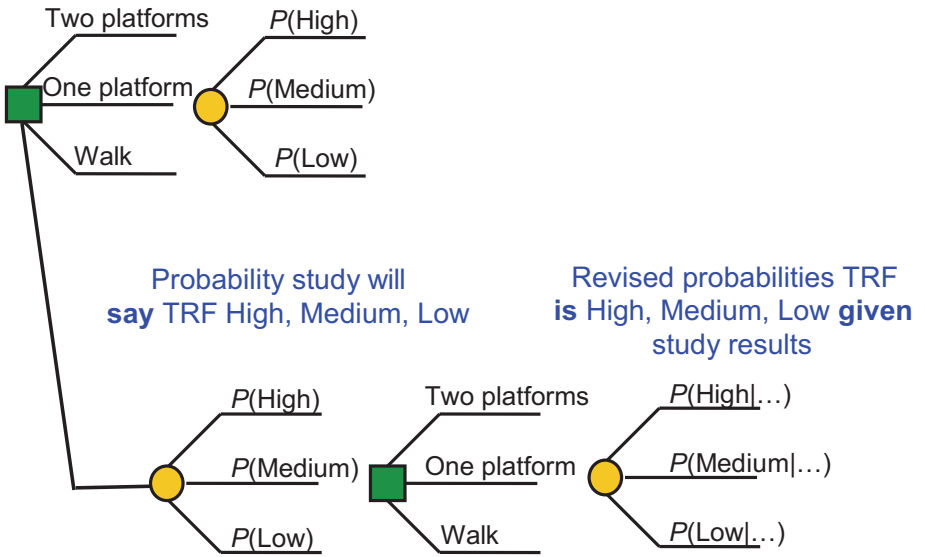 Two platforms
One platform
Walk
P(High)
P(Medium)
P(Low)
Probability study will
say TRF High, Medium, Low
Revised probabilities TRF
is High, Medium, Low given
study results
P(High)
P(Medium)
P(Low)
Two platforms
One platform
Walk
P(High|…)
P(Medium|…)
P(Low|…)